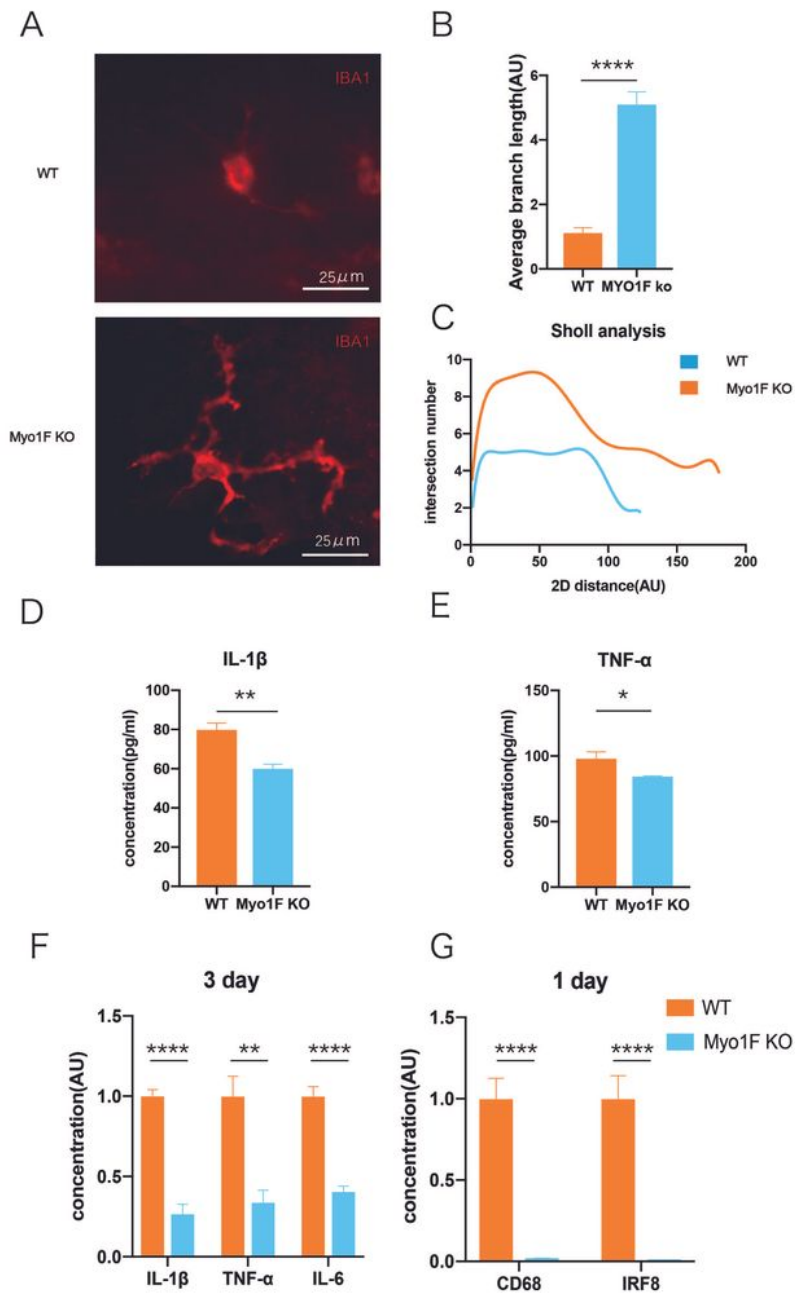 A
IBA1
WT
25μm
IBA1
Myo1F KO
25μm
B
****
Average branch length(AU)
6
4
2
0
WT MYO1F ko
C
Sholl analysis
WT
Myo1F KO
intersection number
10
8
6
4
2
0
0 50 100 150 200
2D distance(AU)
D
IL-1β
**
concentration(pg/ml)
100
80
60
40
20
0
WT Myo1F KO
E
TNF-α
*
concentration(pg/ml)
150
100
50
0
WT Myo1F KO
F
3 day
**** ** ****
concentration(AU)
1.5
1.0
0.5
0.0
IL-1β TNF-α IL-6
G
1 day
WT
Myo1F KO
**** ****
concentration(AU)
1.5
1.0
0.5
0.0
CD68 IRF8